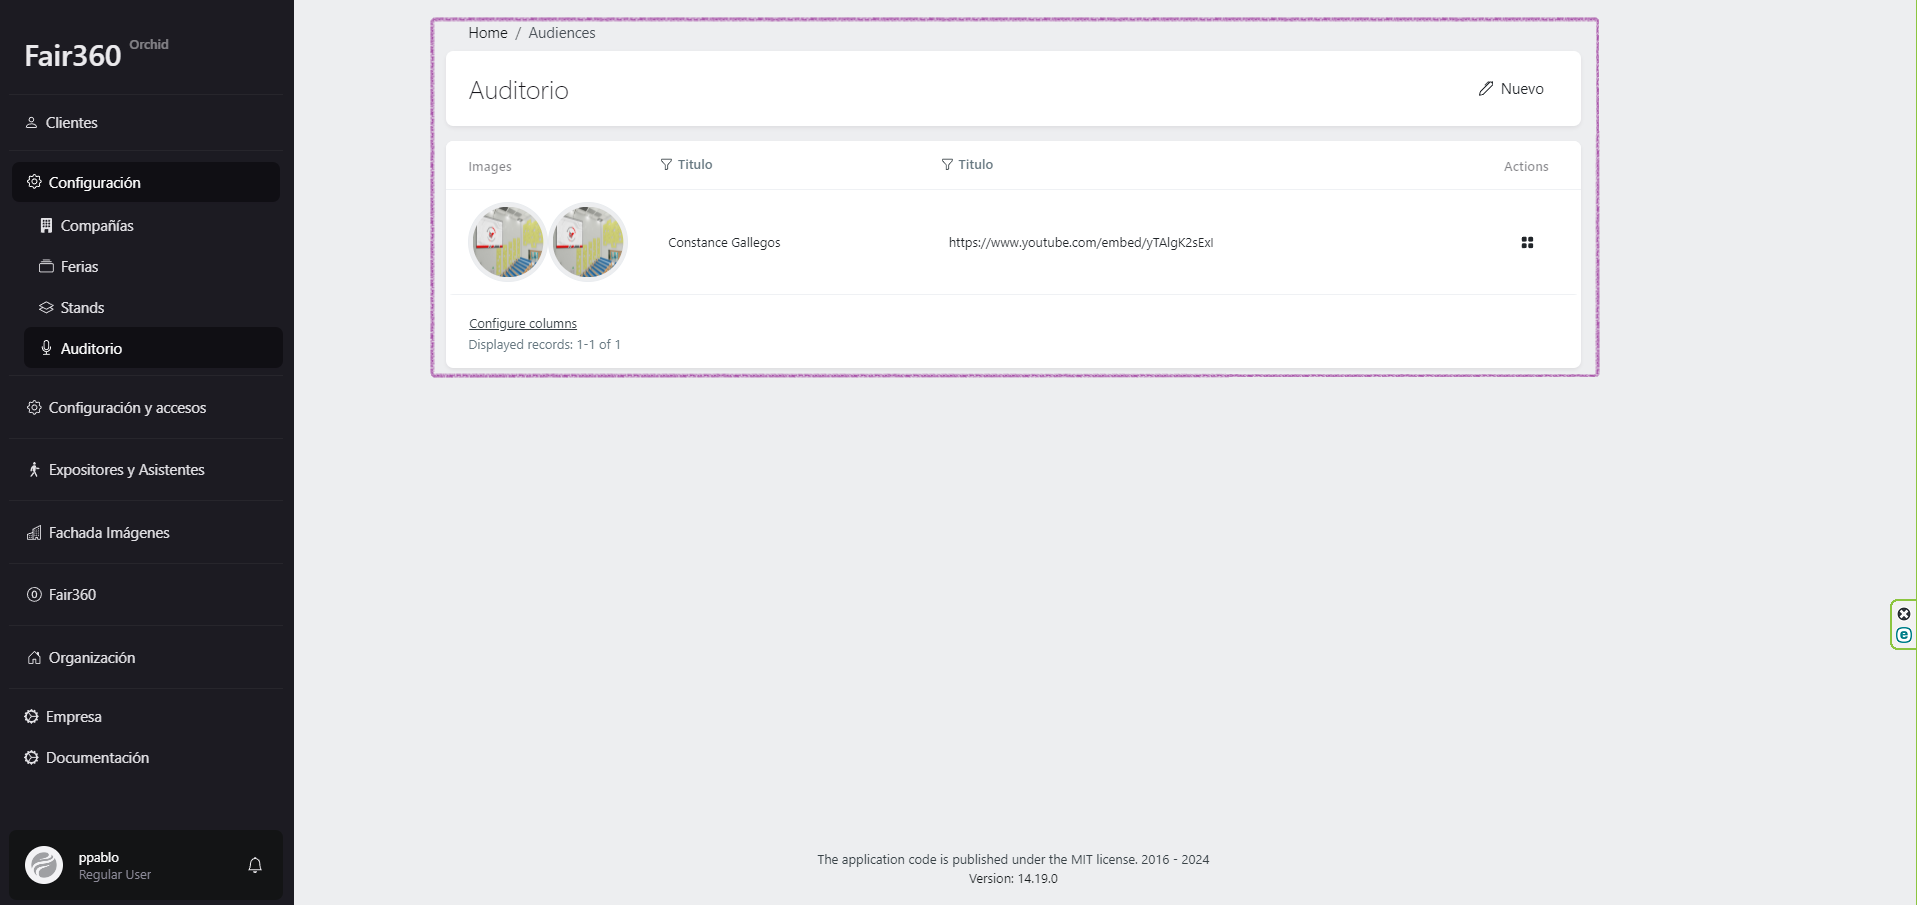 Fair360 Orchid
Clientes
Configuración
Compañías
Ferias
Stands
Auditorio
Configuración y accesos
Expositores y Asistentes
Fachada Imágenes
Fair360
Organización
Empresa
Documentación
ppablo
Regular User
Home / Audiences
Auditorio
Nuevo
Images Titulo Titulo Actions
Constance Gallegos https://www.youtube.com/embed/yTAlgK2sExI
Configure columns
Displayed records: 1-1 of 1
The application code is published under the MIT license. 2016 - 2024
Version: 14.19.0